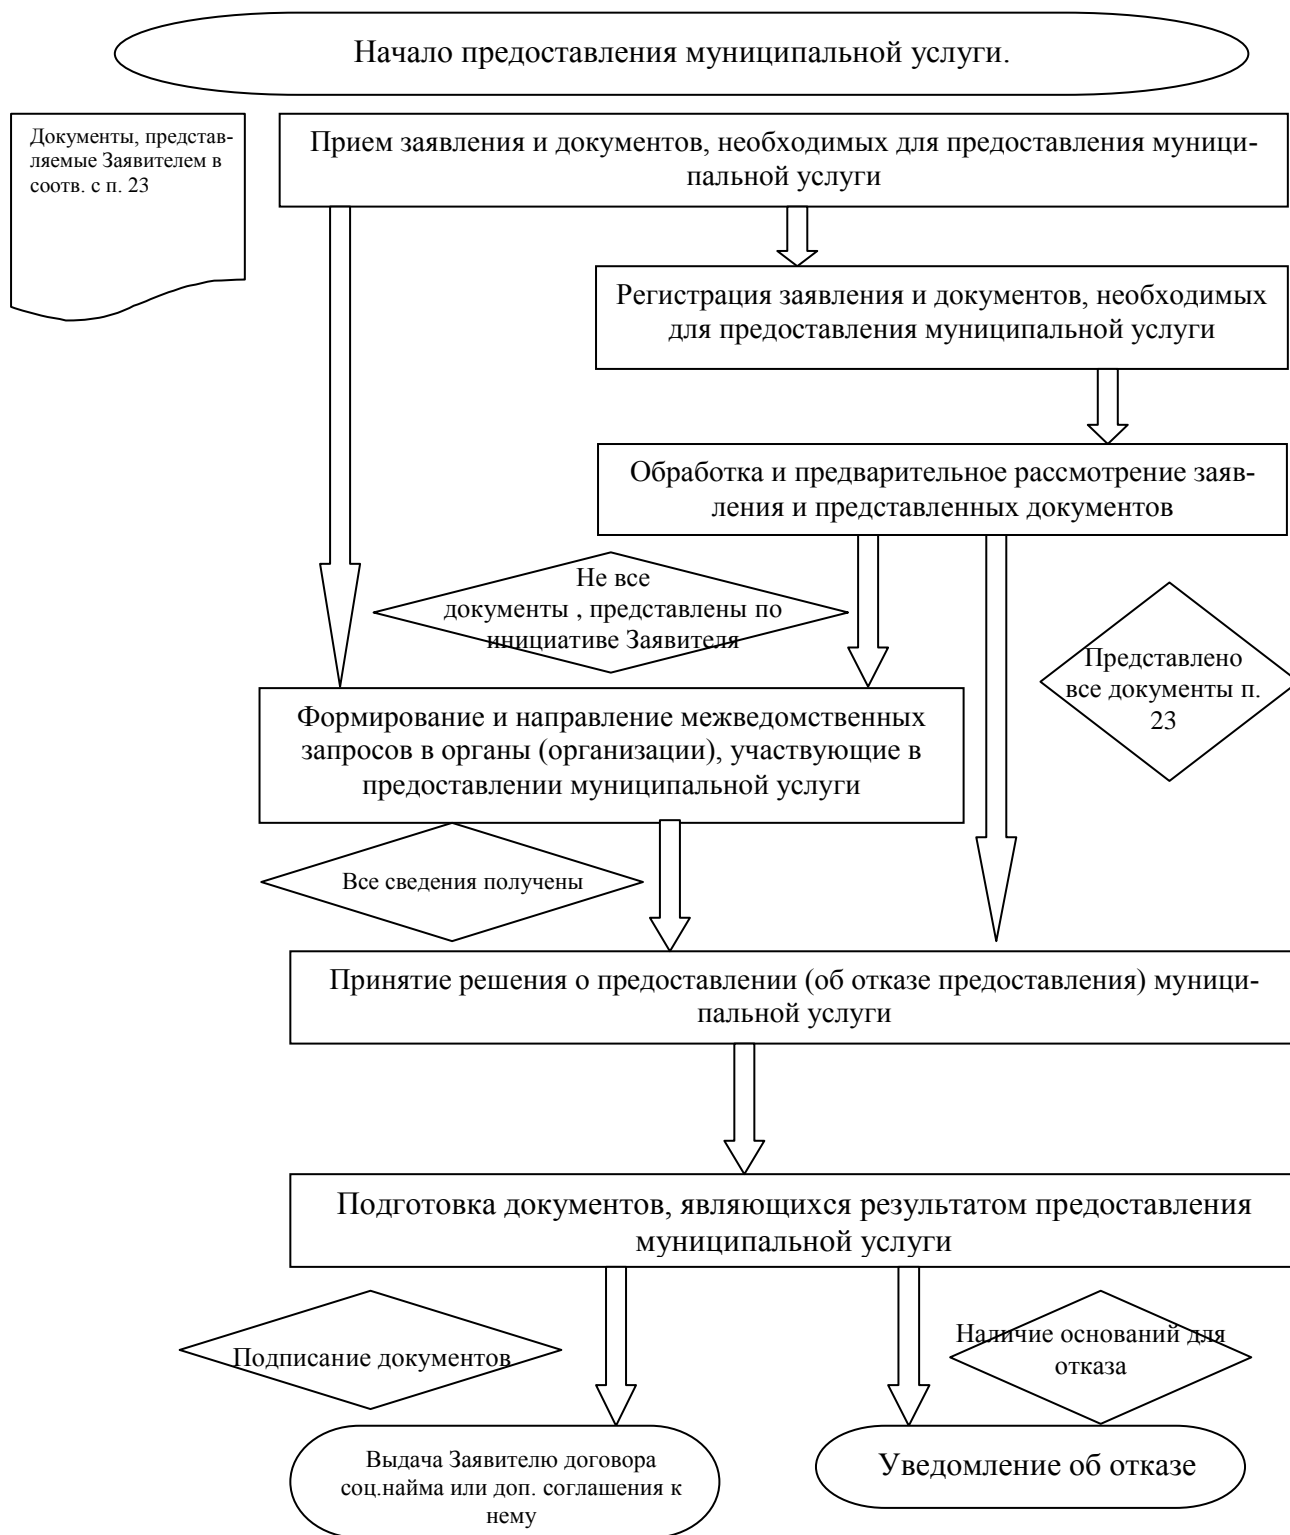 Начало предоставления муниципальной услуги.
Документы, представ-
ляемые Заявителем в
соотв. с п. 23
Прием заявления и документов, необходимых для предоставления муници-
пальной услуги
Регистрация заявления и документов, необходимых
для предоставления муниципальной услуги
Обработка и предварительное рассмотрение заяв-
ления и представленных документов
Не все
документы , представлены по
инициативе Заявителя
Представлено
все документы п.
23
Формирование и направление межведомственных
запросов в органы (организации), участвующие в
предоставлении муниципальной услуги
Все сведения получены
Принятие решения о предоставлении (об отказе предоставления) муници-
пальной услуги
Подготовка документов, являющихся результатом предоставления
муниципальной услуги
Подписание документов
Наличие оснований для
отказа
Выдача Заявителю договора
соц.найма или доп. соглашения к
нему
Уведомление об отказе